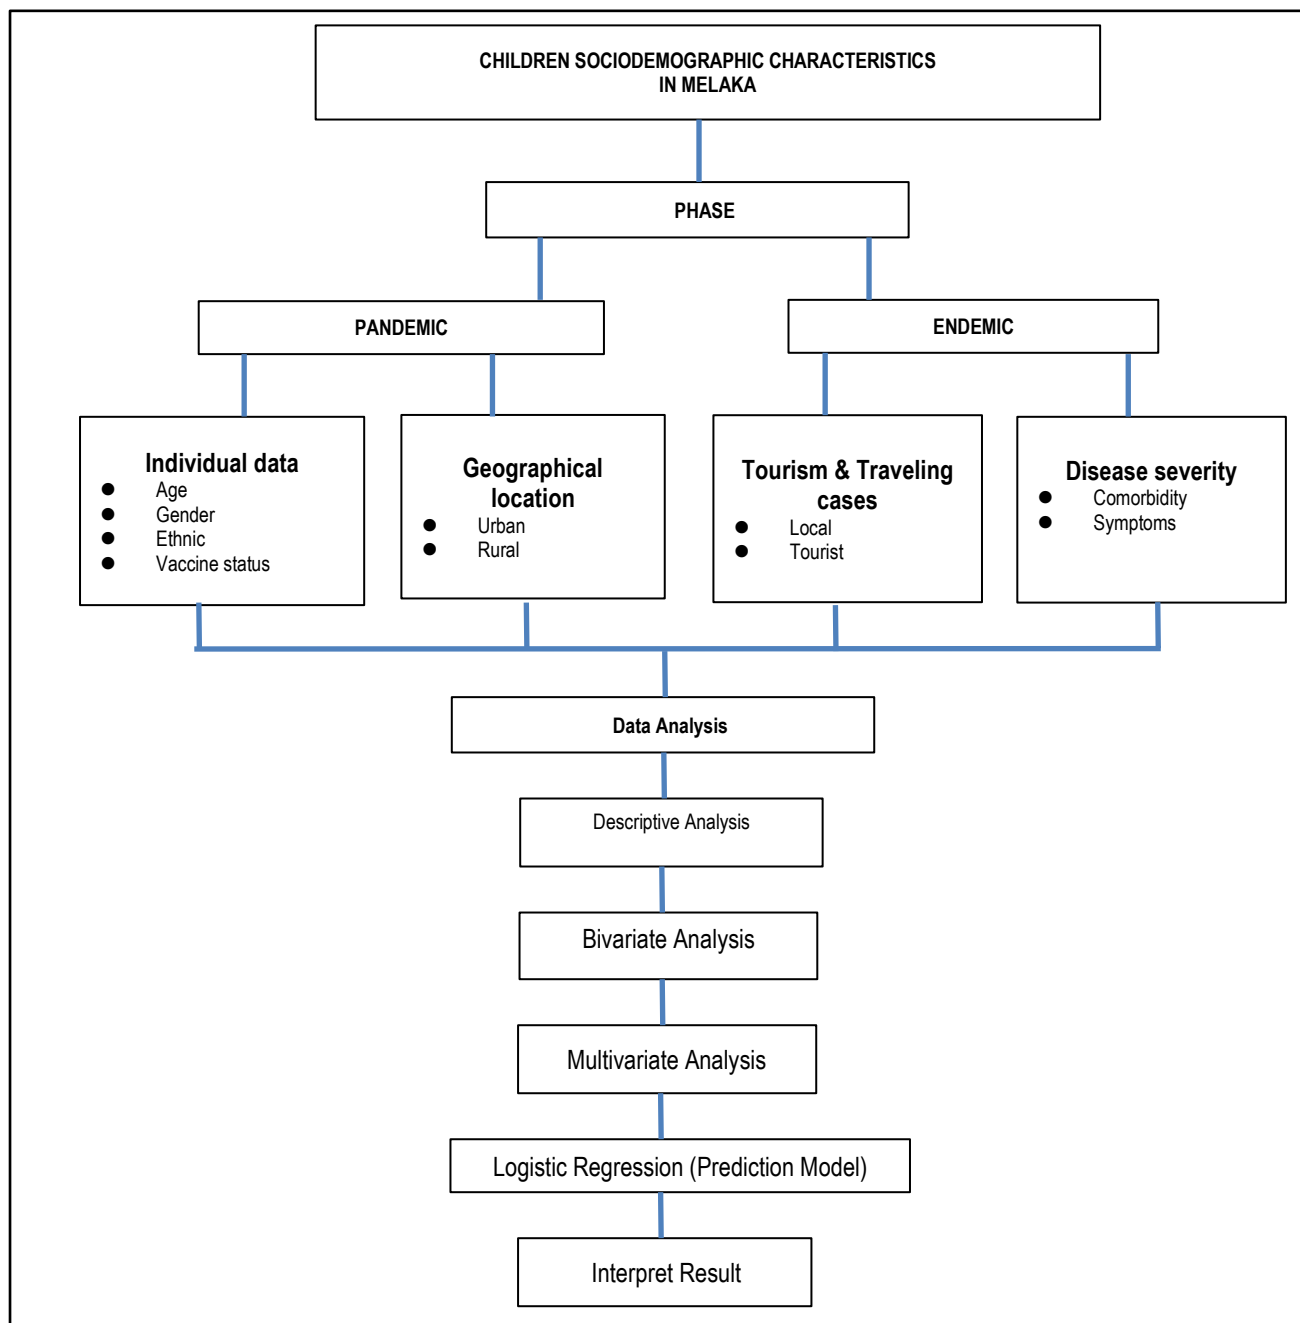 CHILDREN SOCIODEMOGRAPHIC CHARACTERISTICS
IN MELAKA
PHASE
PANDEMIC
ENDEMIC
Individual data
● Age
● Gender
● Ethnic
● Vaccine status
Geographical
location
● Urban
● Rural
Tourism & Traveling
cases
● Local
● Tourist
Disease severity
● Comorbidity
● Symptoms
Data Analysis
Descriptive Analysis
Bivariate Analysis
Multivariate Analysis
Logistic Regression (Prediction Model)
Interpret Result